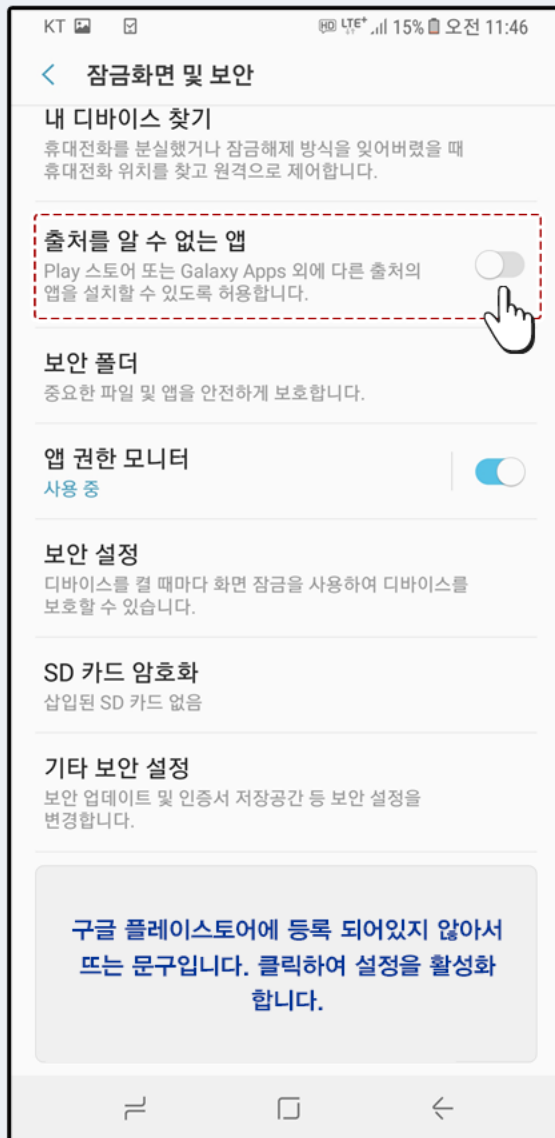 KT
HD LTE+ 15% 오전 11:46
잠금화면 및 보안
내 디바이스 찾기
휴대전화를 분실했거나 잠금해제 방식을 잊어버렸을 때
휴대전화 위치를 찾고 원격으로 제어합니다.
출처를 알 수 없는 앱
Play 스토어 또는 Galaxy Apps 외에 다른 출처의
앱을 설치할 수 있도록 허용합니다.
보안 폴더
중요한 파일 및 앱을 안전하게 보호합니다.
앱 권한 모니터
사용 중
보안 설정
디바이스를 켤 때마다 화면 잠금을 사용하여 디바이스를
보호할 수 있습니다.
SD 카드 암호화
삽입된 SD 카드 없음
기타 보안 설정
보안 업데이트 및 인증서 저장공간 등 보안 설정을
변경합니다.
구글 플레이스토어에 등록 되어있지 않아서
뜨는 문구입니다. 클릭하여 설정을 활성화
합니다.